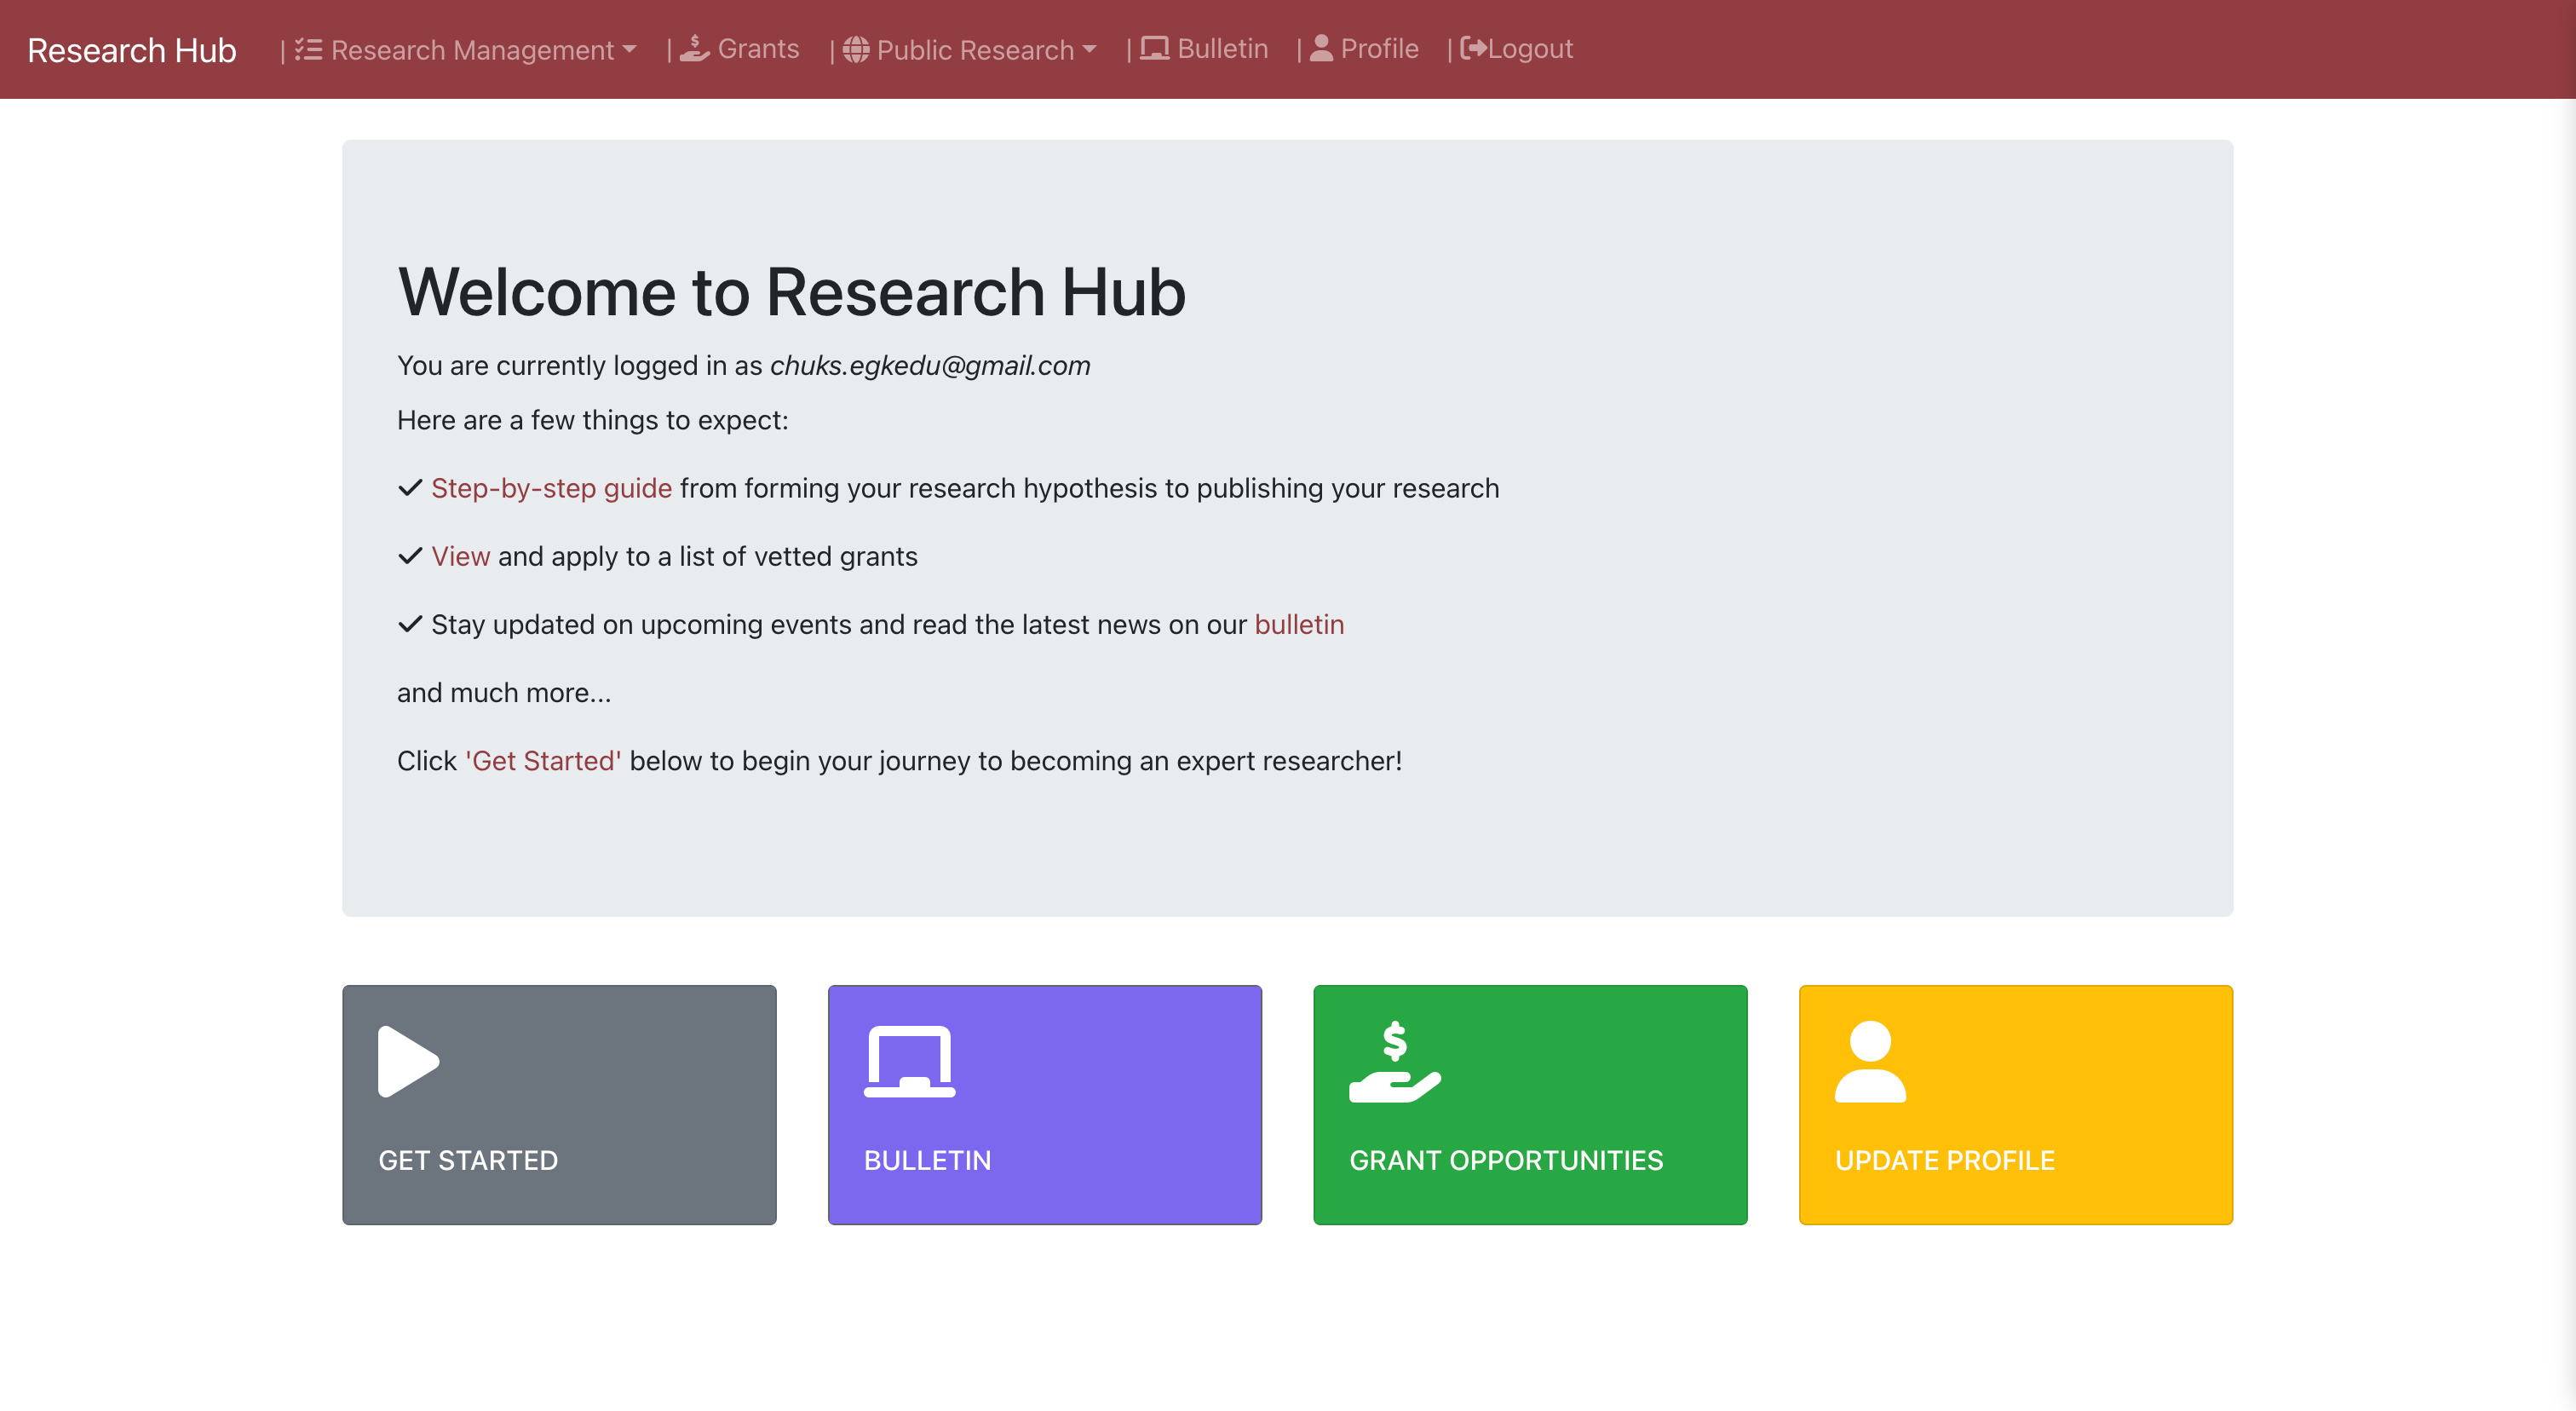 Research Hub | Research Management | Grants | Public Research | Bulletin | Profile | Logout
Welcome to Research Hub
You are currently logged in as chuks.egkedu@gmail.com
Here are a few things to expect:
Step-by-step guide from forming your research hypothesis to publishing your research
View and apply to a list of vetted grants
Stay updated on upcoming events and read the latest news on our bulletin
and much more...
Click 'Get Started' below to begin your journey to becoming an expert researcher!
GET STARTED
BULLETIN
$
GRANT OPPORTUNITIES
UPDATE PROFILE